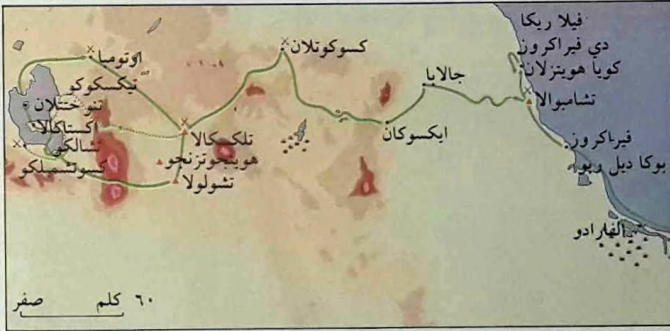 فيلا ريكا
دي فيراكروز
كويا هويتزلان
تشامبوالا
كسوكوتلان
جالابا
ايكسوكان
فيراكروز
بوكا ديل ريو
الفارادو
اوتومبا
تيكسكوكو
تنوختتلان
اكستاكالا
تشالكو
كسوتشميلكو
تلكسكالا
هويتجوتزنجو
تشولولا
٦٠ كلم صفر